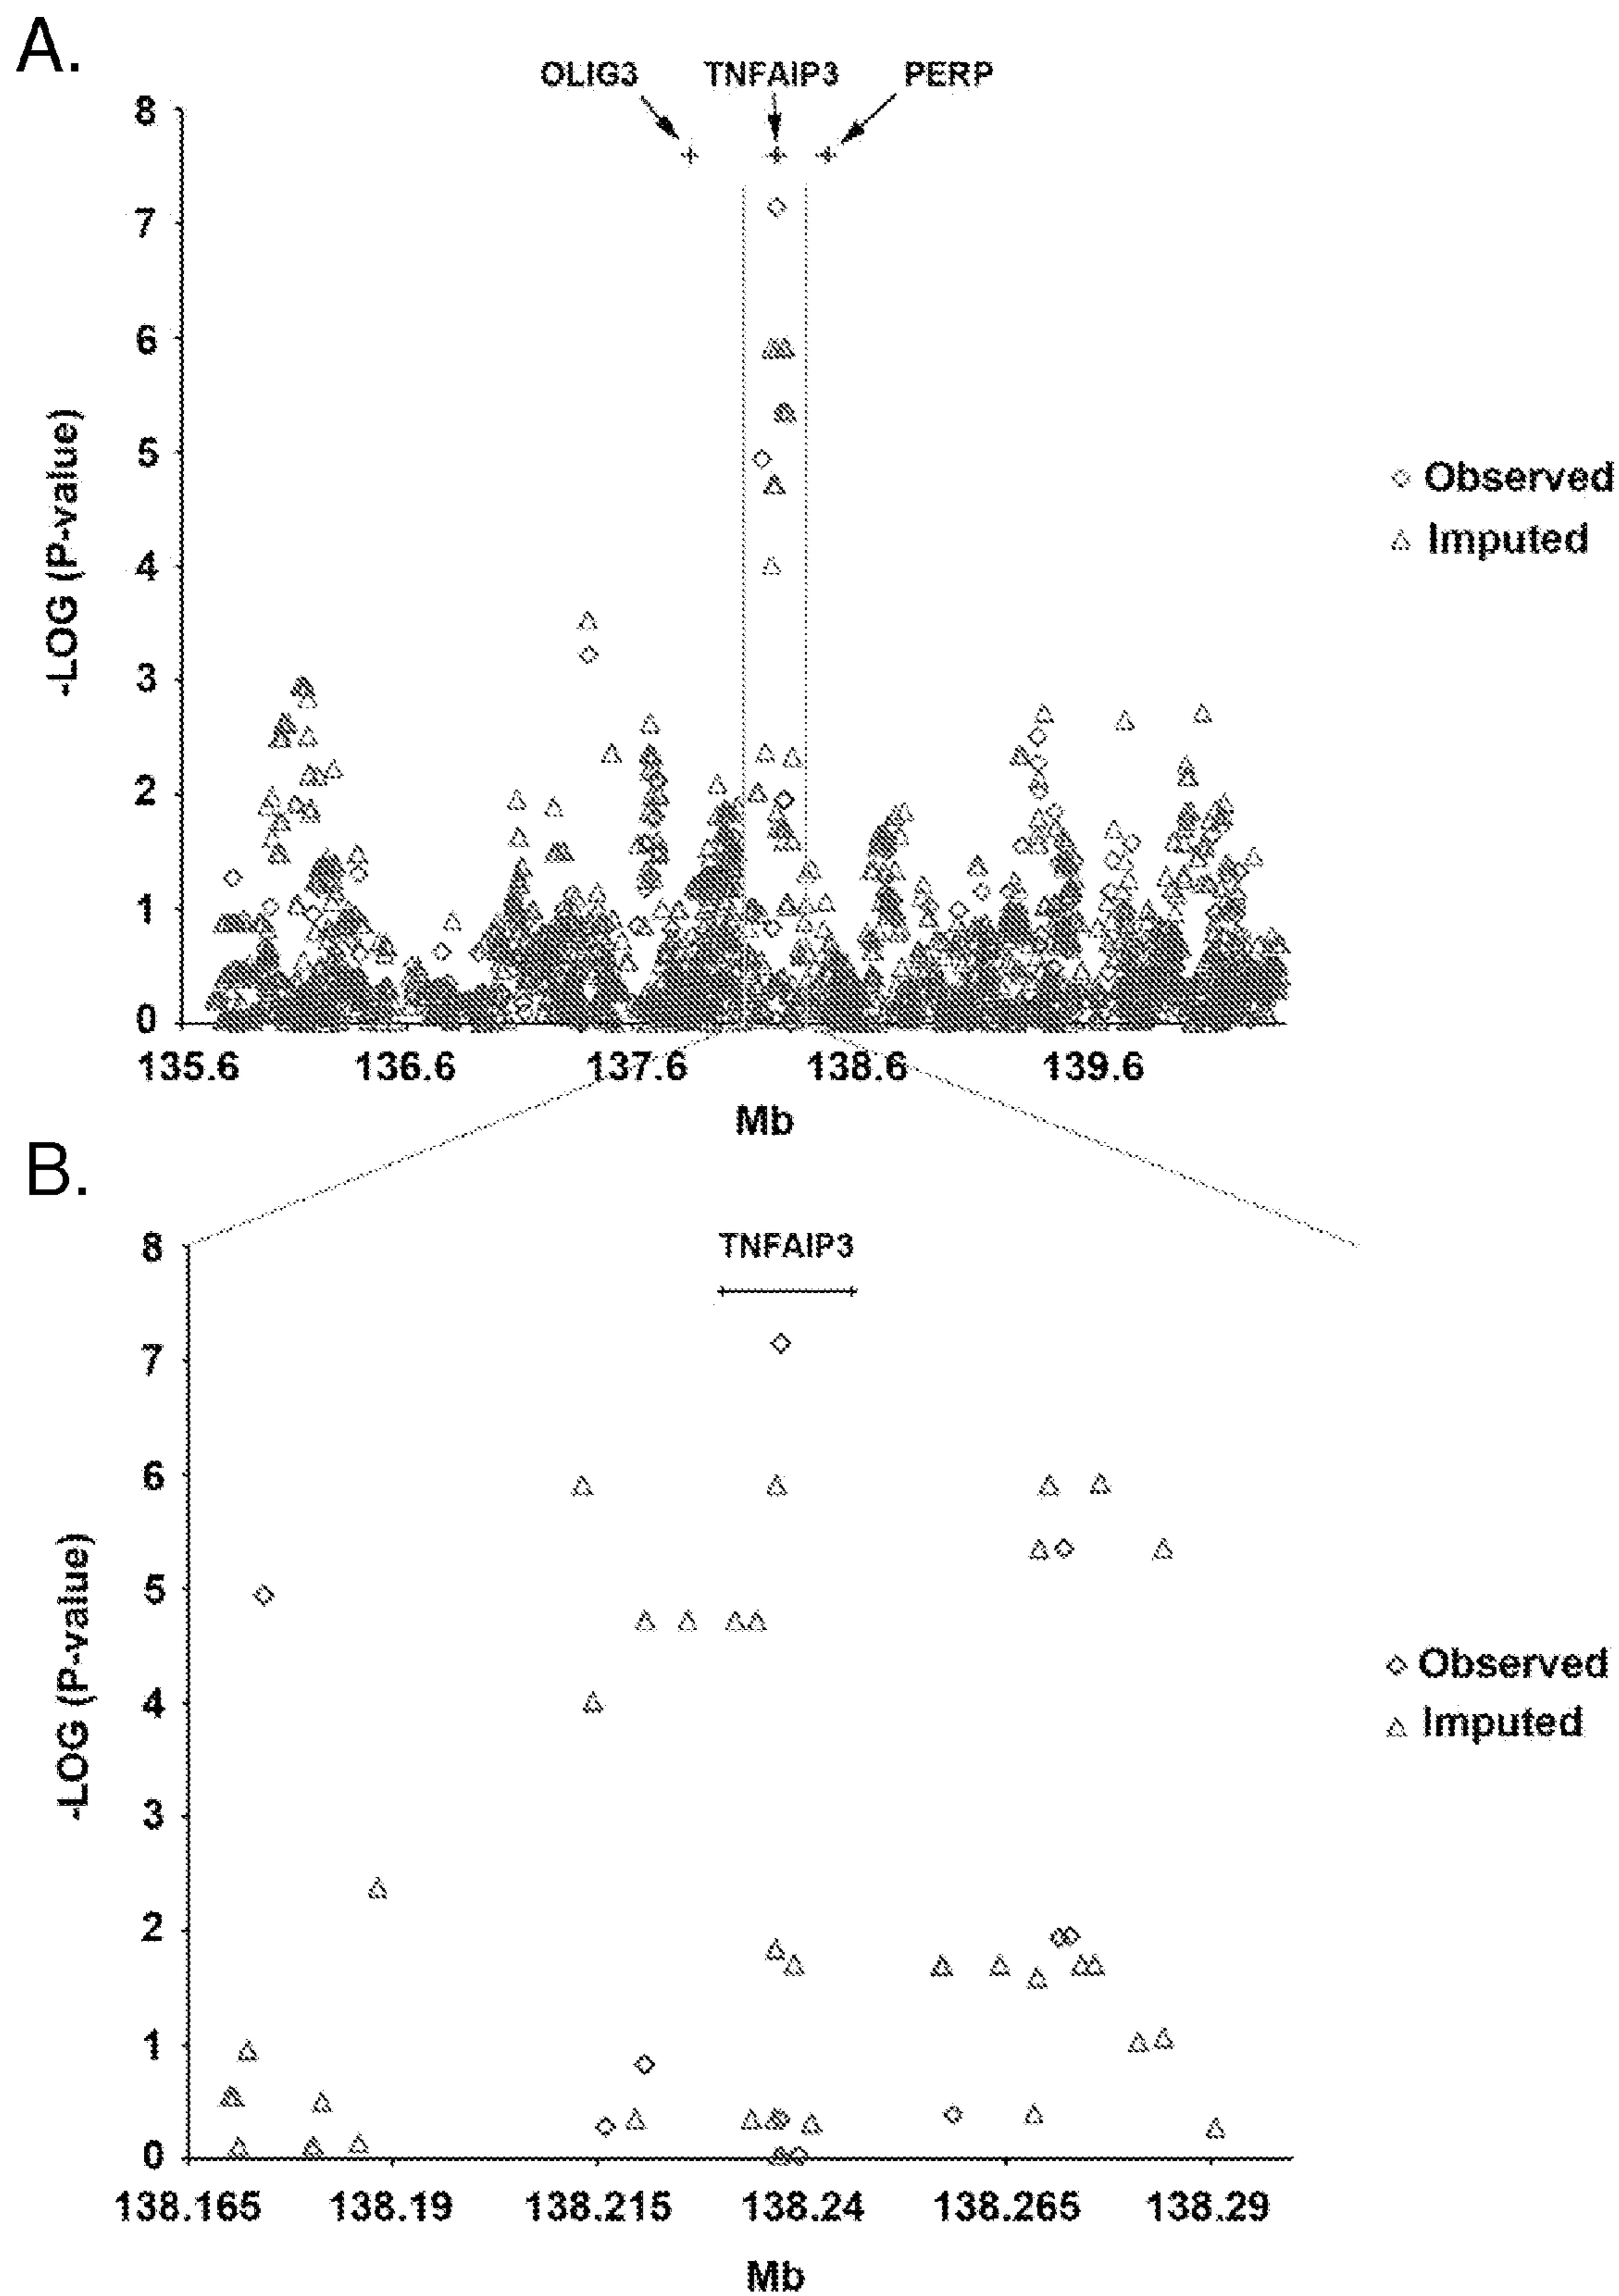 A.
OLIG3 TNFAIP3 PERP
8
7
6
5
4
3
2
1
0
-LOG (P-value)
Observed
Imputed
135.6 136.6 137.6 138.6 139.6
Mb
B.
TNFAIP3
8
7
6
5
4
3
2
1
0
-LOG (P-value)
Observed
Imputed
138.165 138.19 138.215 138.24 138.265 138.29
Mb